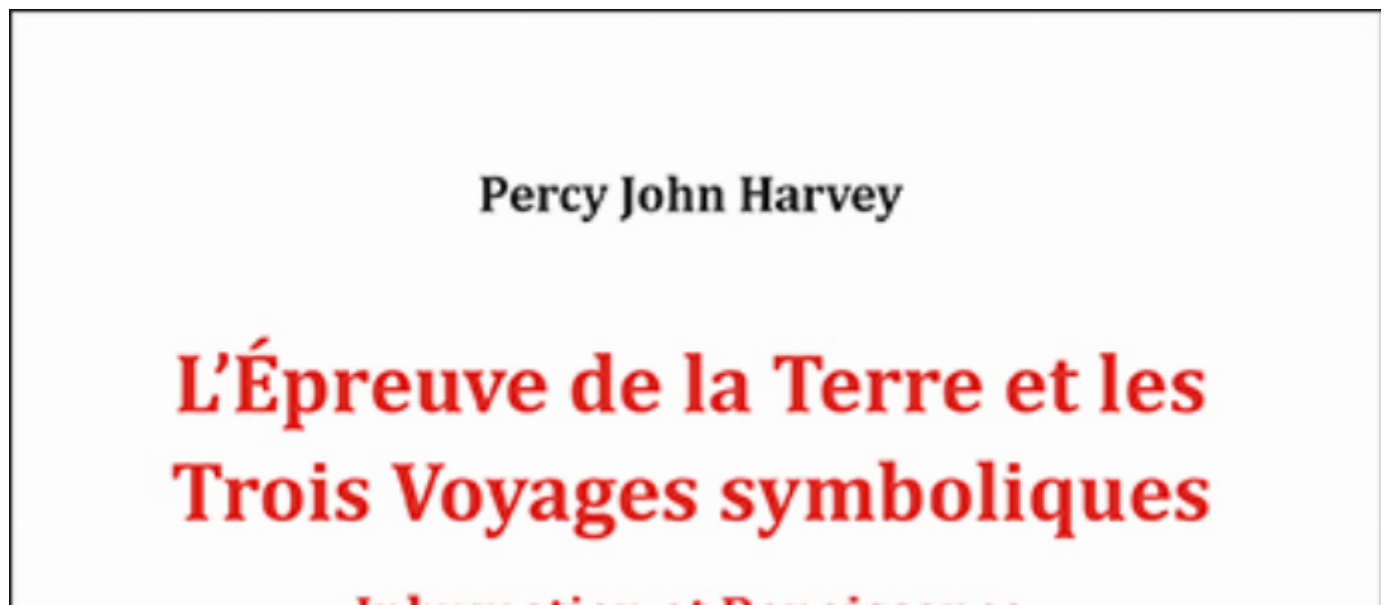 Percy John Harvey
L’Épreuve de la Terre et les
Trois Voyages symboliques